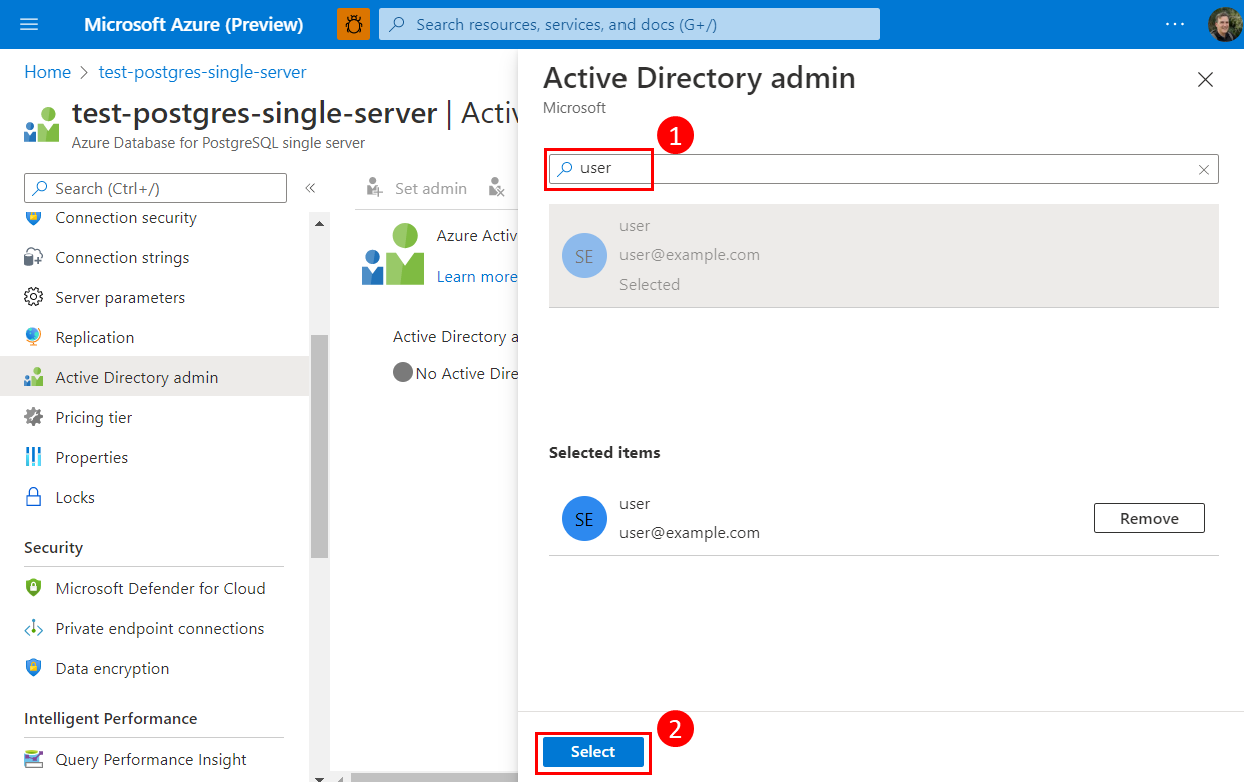 Microsoft Azure (Preview)
Search resources, services, and docs (G+/)
Home
test-postgres-single-server
test-postgres-single-server | Activ
Azure Database for PostgreSQL single server
Search (Ctrl+/)
Connection security
Connection strings
Server parameters
Replication
Active Directory admin
Pricing tier
Properties
Locks
Security
Microsoft Defender for Cloud
Private endpoint connections
Data encryption
Intelligent Performance
Query Performance Insight
Set admin
Azure Activ
Learn more
Active Directory a
No Active Dire
Active Directory admin
Microsoft
1
user
SE
user
user@example.com
Selected
Selected items
SE
user
user@example.com
Remove
Select
2